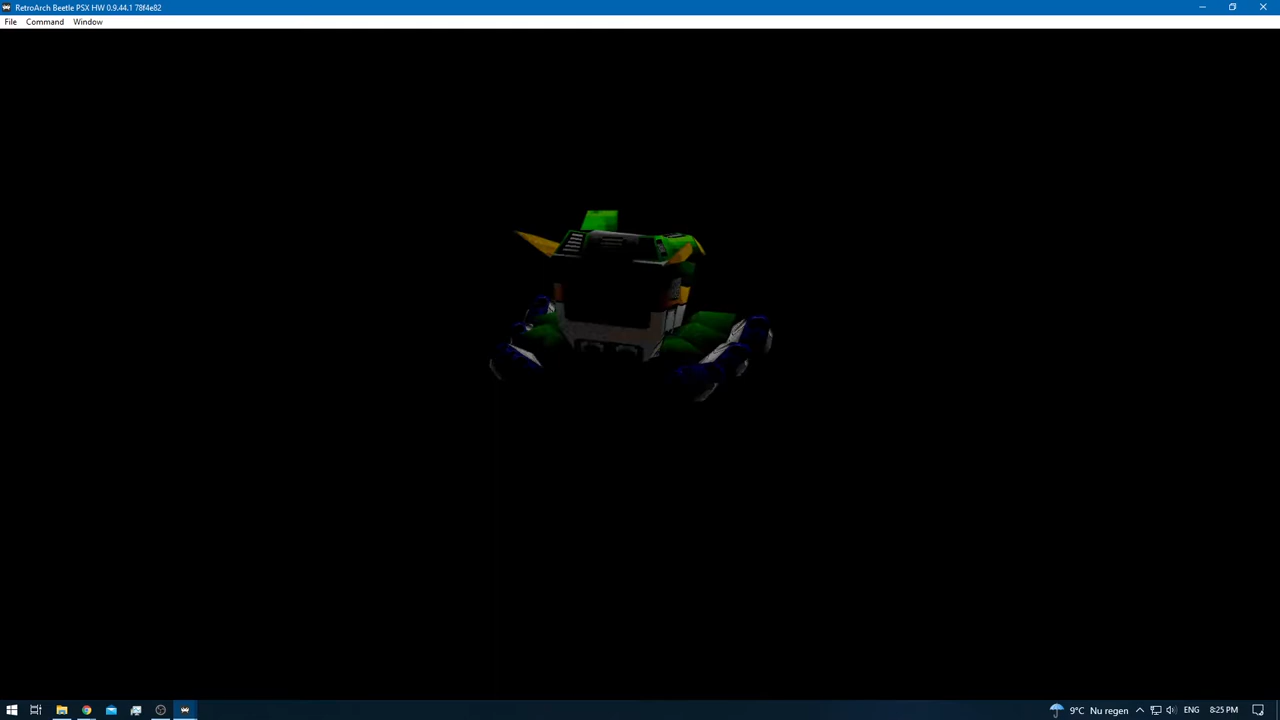 RetroArch Beetle PSX HW 0.9.44.1 78f4e82
File Command Window
9°C Nu regen ENG 8:25 PM